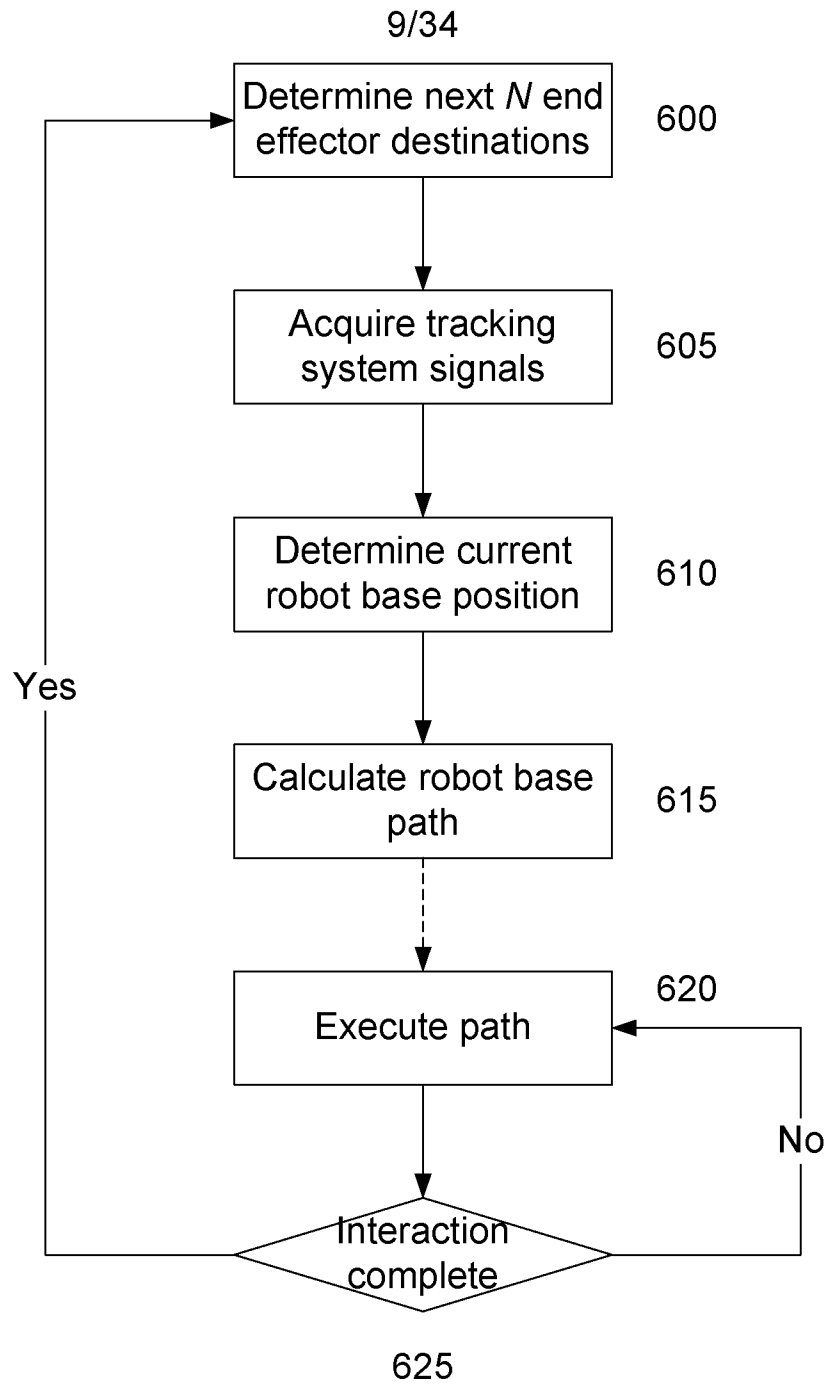 9/34
Determine next N end
effector destinations
600
Acquire tracking
system signals
605
Determine current
robot base position
610
Yes
Calculate robot base
path
615
620
Execute path
No
Interaction
complete
625